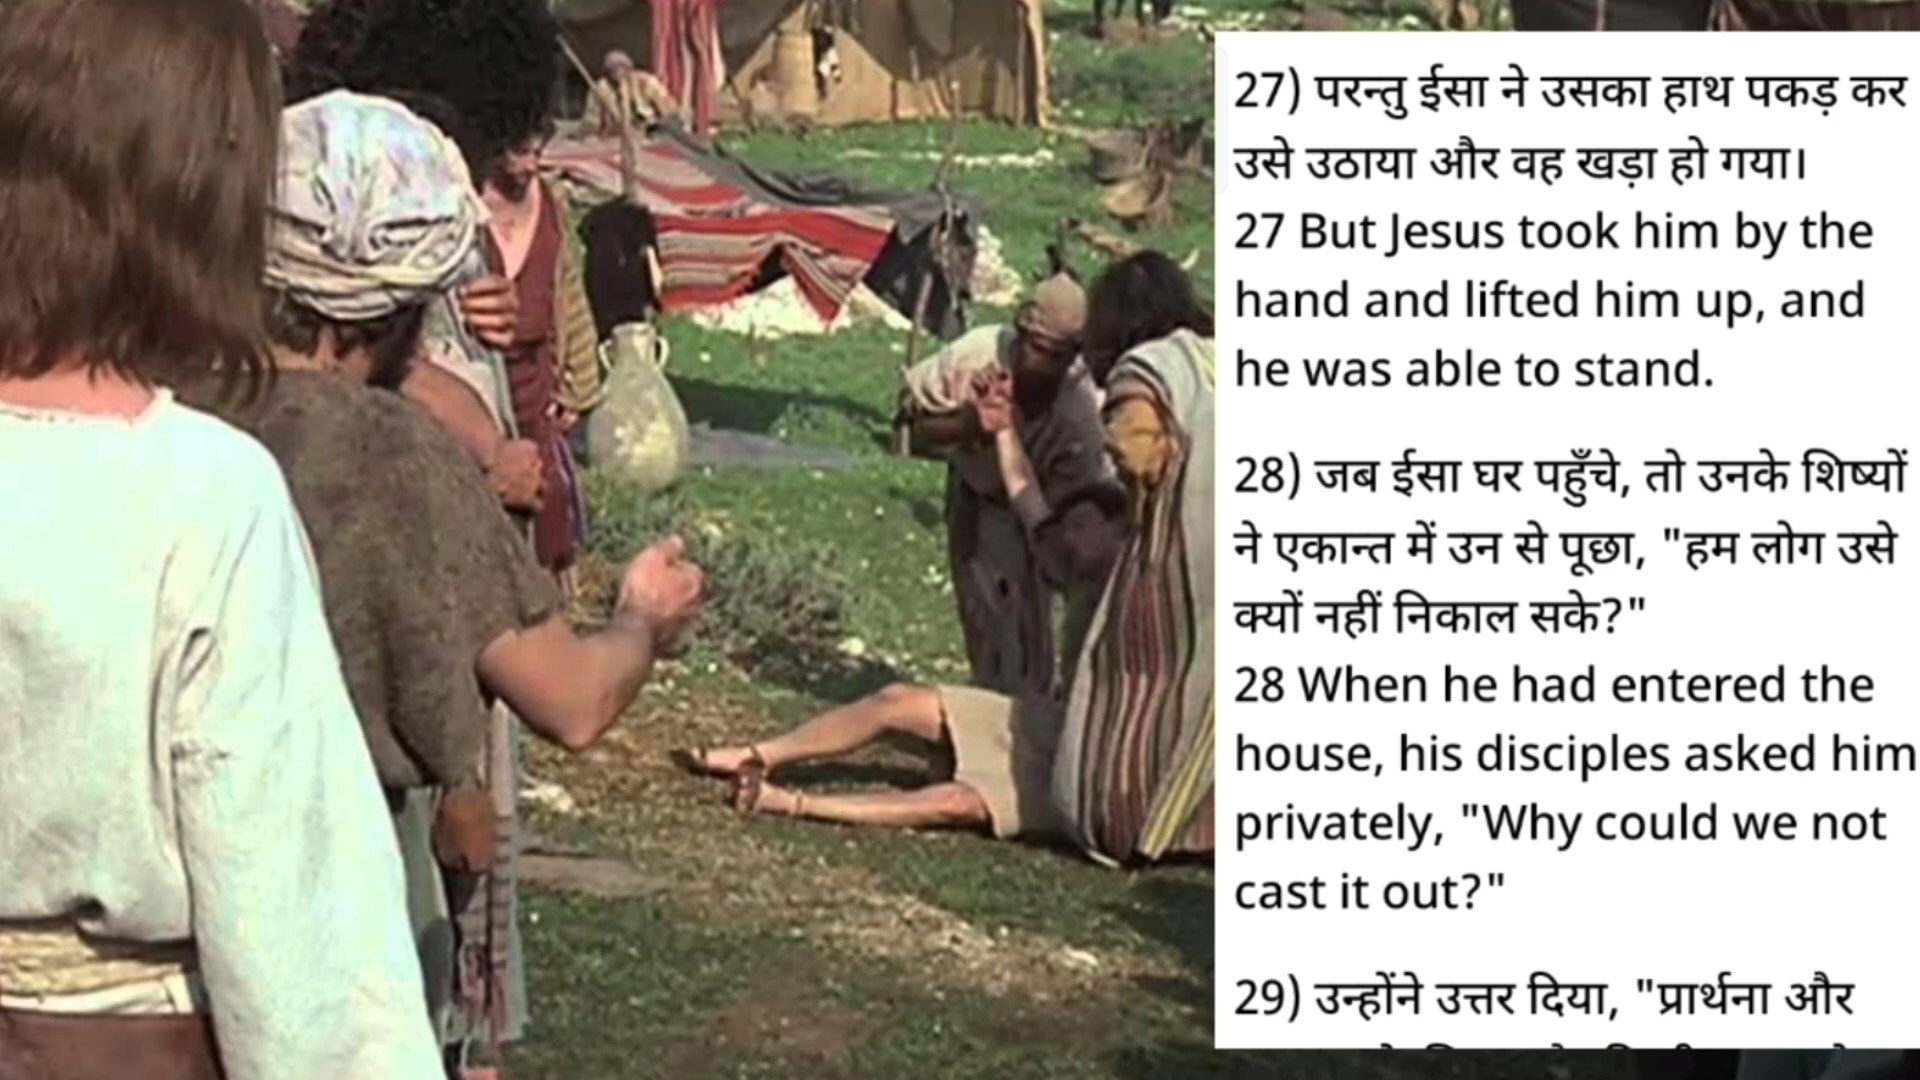 27) परन्तु ईसा ने उसका हाथ पकड़ कर
उसे उठाया और वह खड़ा हो गया।
27 But Jesus took him by the
hand and lifted him up, and
he was able to stand.
28) जब ईसा घर पहुँचे, तो उनके शिष्यों
ने एकान्त में उन से पूछा, "हम लोग उसे
क्यों नहीं निकाल सके?"
28 When he had entered the
house, his disciples asked him
privately, "Why could we not
cast it out?"
29) उन्होंने उत्तर दिया, "प्रार्थना और